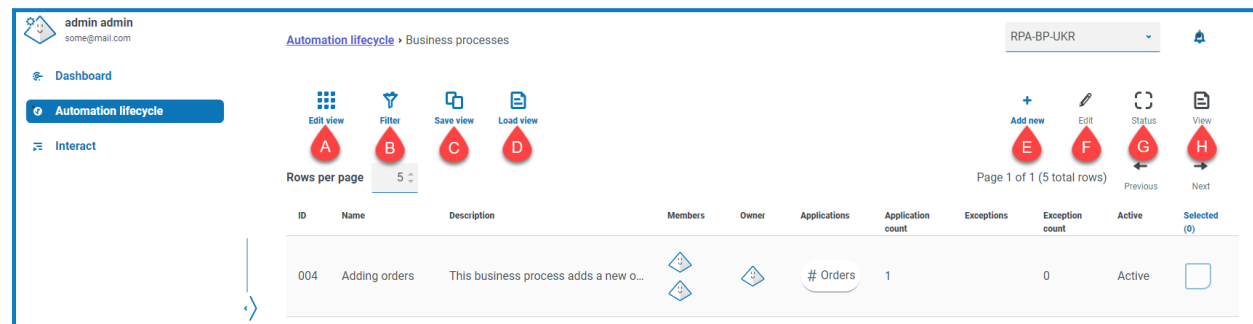 admin admin
some@mail.com
Automation lifecycle › Business processes
RPA-BP-UKR
Dashboard
Automation lifecycle
Interact
Edit view Filter Save view Load view Add new Edit Status View
A B C D E F G H
Rows per page 5 Page 1 of 1 (5 total rows) Previous Next
ID Name Description Members Owner Applications Application count Exceptions Exception count Active Selected (0)
004 Adding orders This business process adds a new o... # Orders 1 0 Active